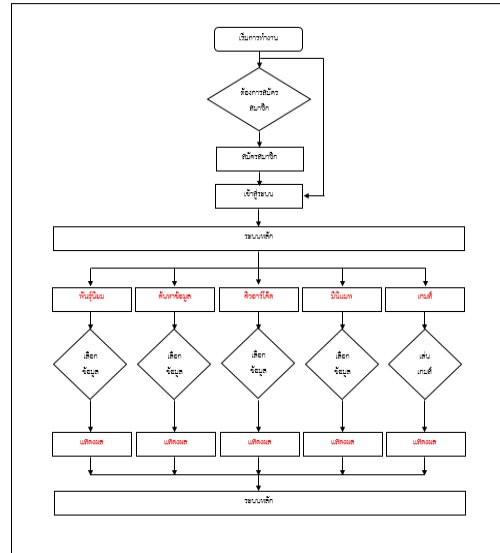 เริ่มการทำงาน
ต้องการสมัคร
สมาชิก
สมัครสมาชิก
เข้าสู่ระบบ
ระบบหลัก
พันธุ์นิยม
ค้นหาข้อมูล
คิวอาร์โค้ด
มินิแมท
เกมส์
เลือก
ข้อมูล
เลือก
ข้อมูล
เลือก
ข้อมูล
เลือก
ข้อมูล
เล่น
เกมส์
แสดงผล
แสดงผล
แสดงผล
แสดงผล
แสดงผล
ระบบหลัก